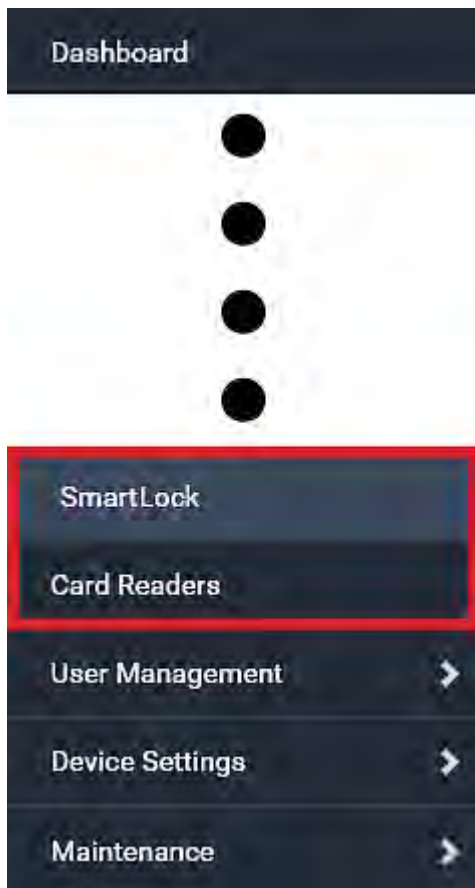 Dashboard
SmartLock
Card Readers
User Management
Device Settings
Maintenance